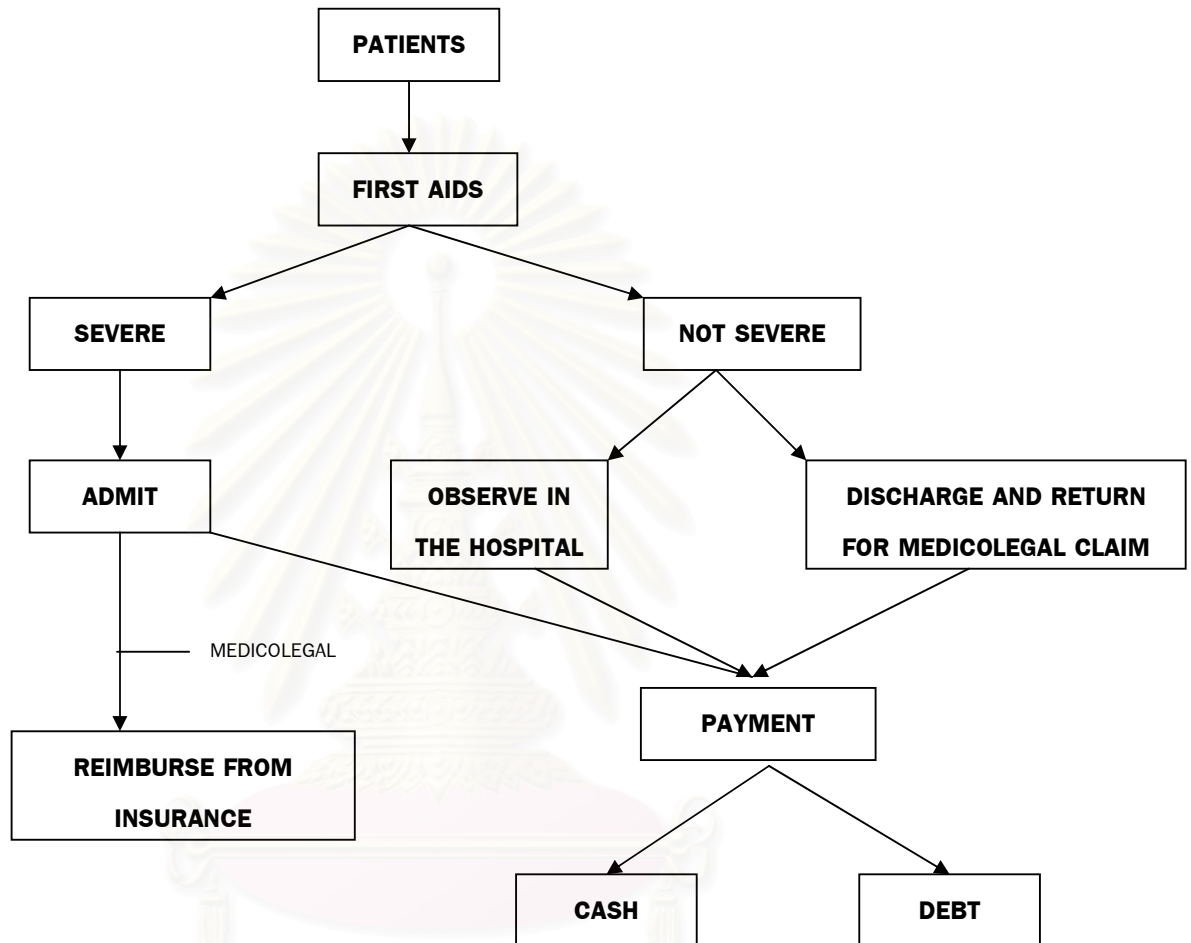 PATIENTS
FIRST AIDS
SEVERE
NOT SEVERE
ADMIT
OBSERVE IN
THE HOSPITAL
DISCHARGE AND RETURN
FOR MEDICOLEGAL CLAIM
MEDICOLEGAL
PAYMENT
REIMBURSE FROM
INSURANCE
CASH
DEBT